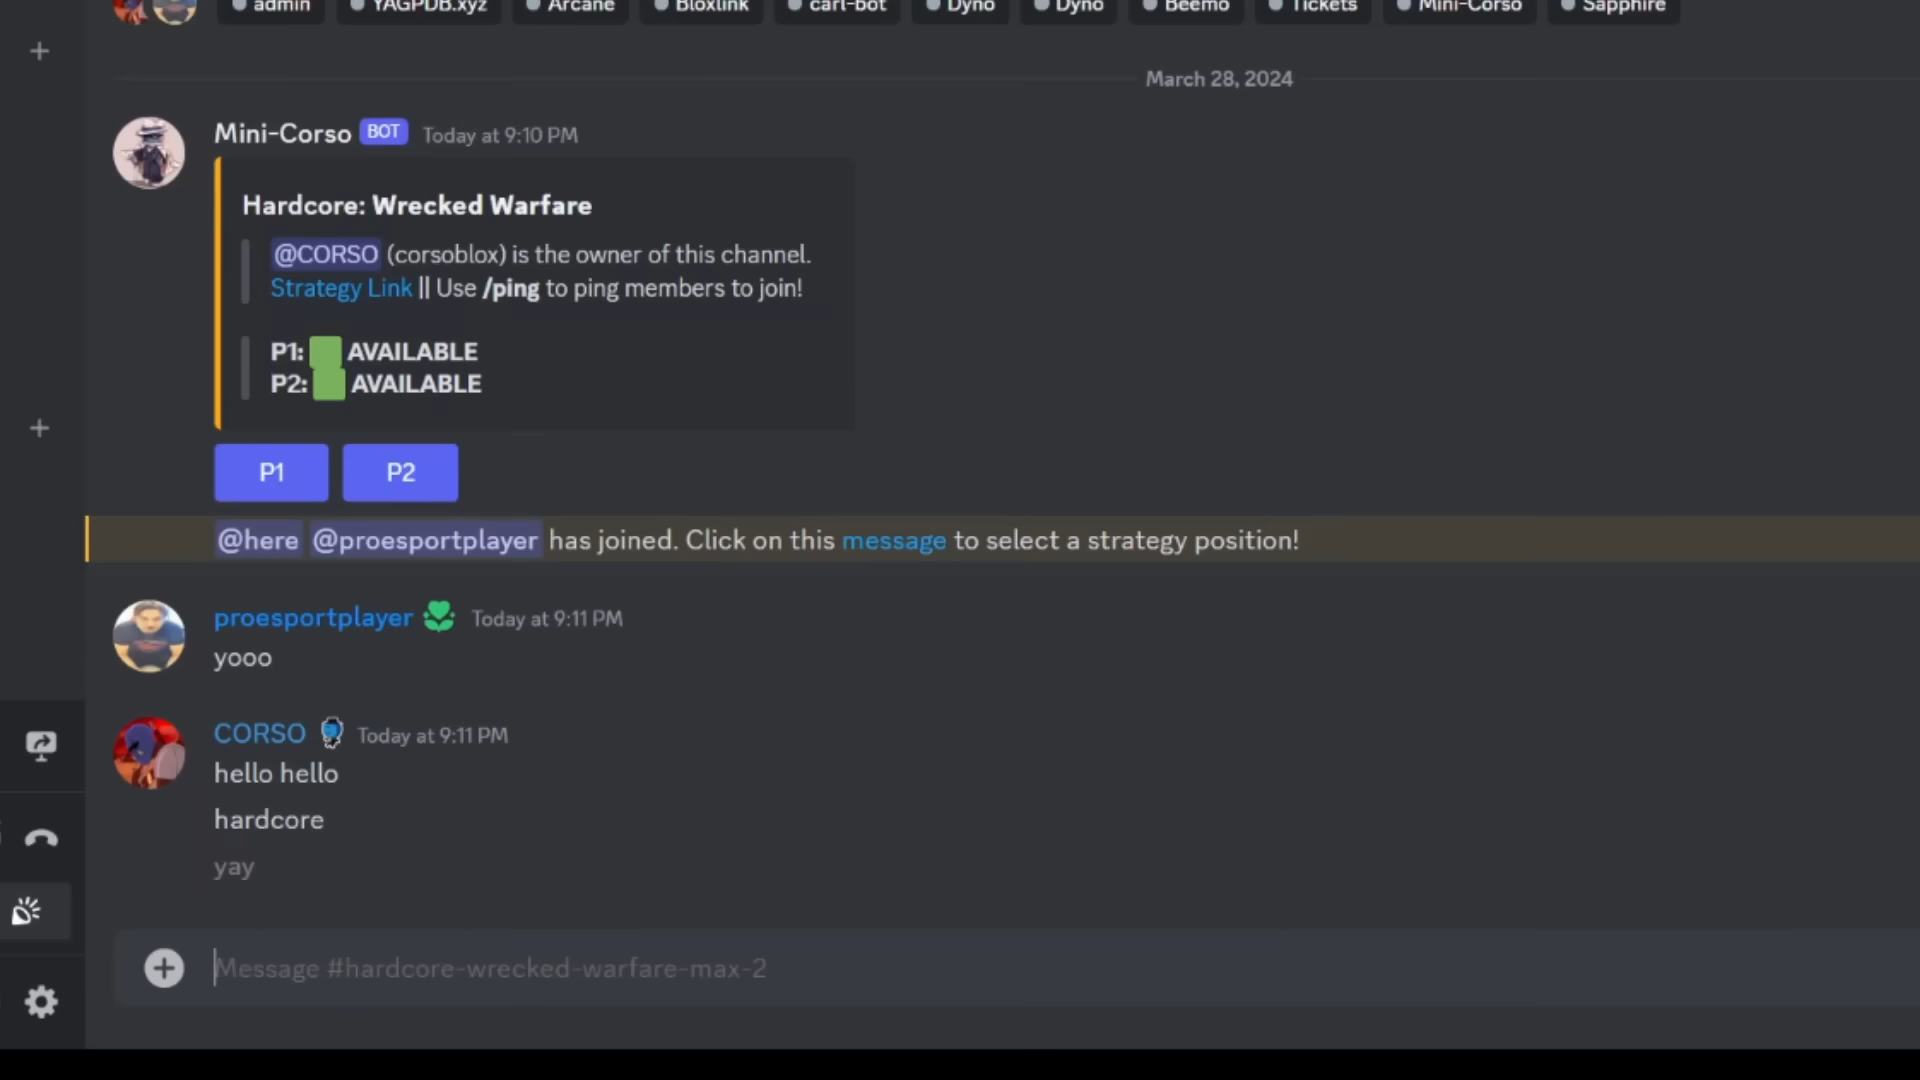 admin YAGPDB.xyz Arcane Bloxlink carl-bot Dyno Dyno Beemo Tickets Mini-Corso Sapphire
March 28, 2024
Mini-Corso BOT Today at 9:10 PM
Hardcore: Wrecked Warfare
@CORSO (corsoblox) is the owner of this channel.
Strategy Link || Use /ping to ping members to join!
P1: AVAILABLE
P2: AVAILABLE
P1 P2
@here @proesportplayer has joined. Click on this message to select a strategy position!
proesportplayer Today at 9:11 PM
yooo
CORSO Today at 9:11 PM
hello hello
hardcore
yay
Message #hardcore-wrecked-warfare-max-2